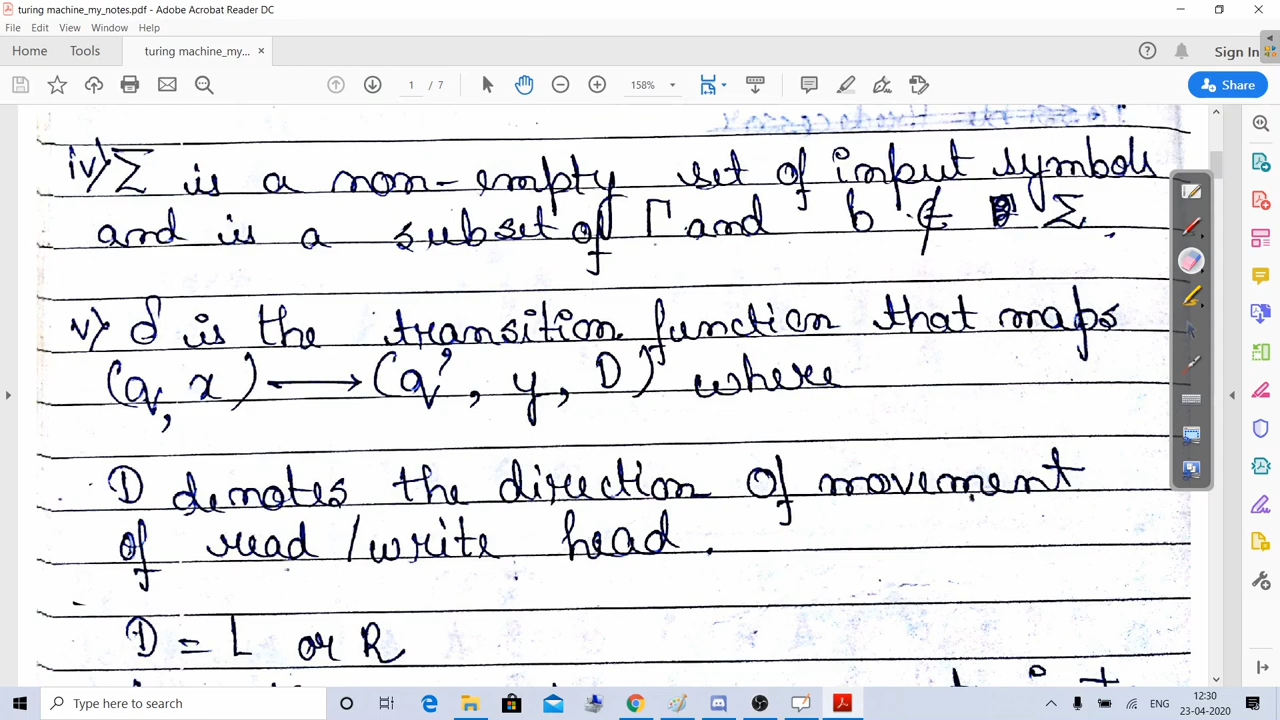 turing machine_my_notes.pdf - Adobe Acrobat Reader DC
File Edit View Window Help
Home Tools turing machine_my... × Sign In
1 / 7 158% Share
iv) Σ is a non-empty set of input symbols
and is a subset of Γ and b ∉ Σ.
v) δ is the transition function that maps
(q, x) ⟶ (q', y, D) where
D denotes the direction of movement
of read/write head.
D = L or R
Type here to search ENG 12:30
23-04-2020